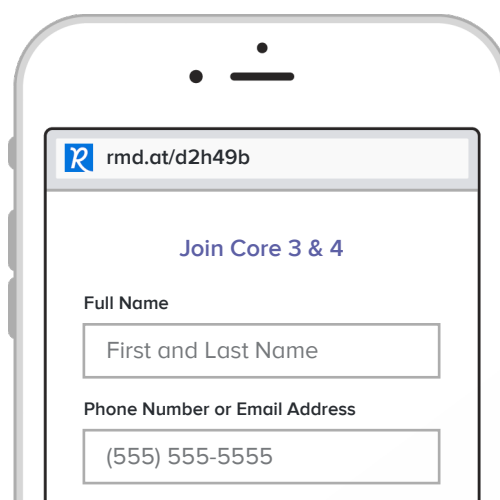 rmd.at/d2h49b
Join Core 3 & 4
Full Name
First and Last Name
Phone Number or Email Address
(555) 555-5555